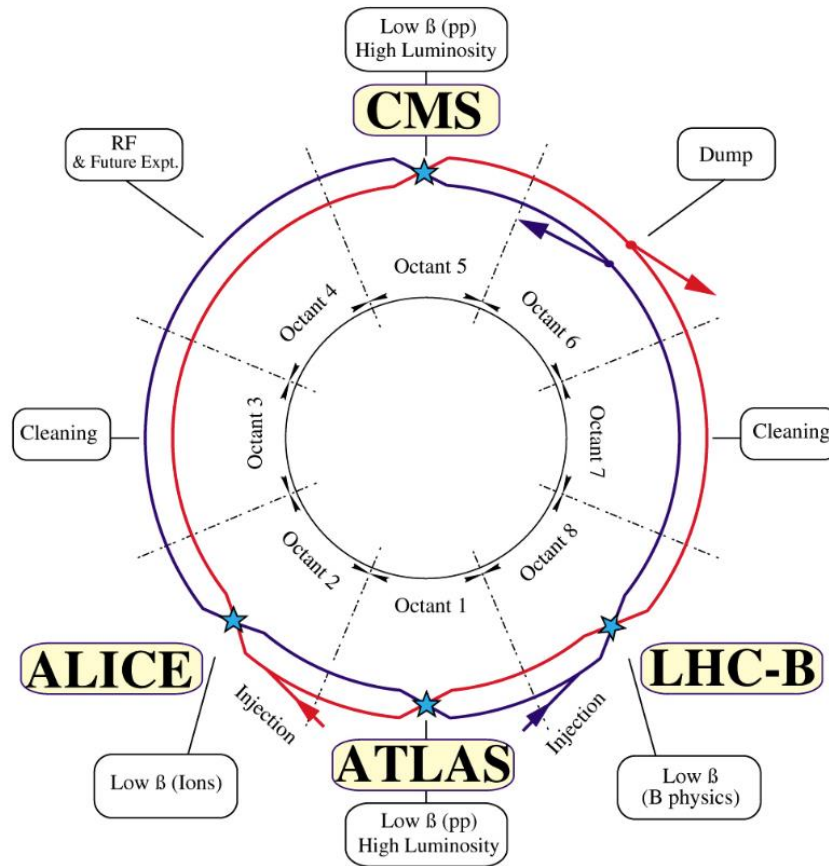 Low ß (pp)
High Luminosity
CMS
RF
& Future Expt.
Dump
Octant 5
Octant 4
Octant 6
Octant 3
Octant 7
Cleaning
Cleaning
Octant 2
Octant 8
Octant 1
ALICE
LHC-B
Injection
Injection
ATLAS
Low ß (Ions)
Low ß
(B physics)
Low ß (pp)
High Luminosity